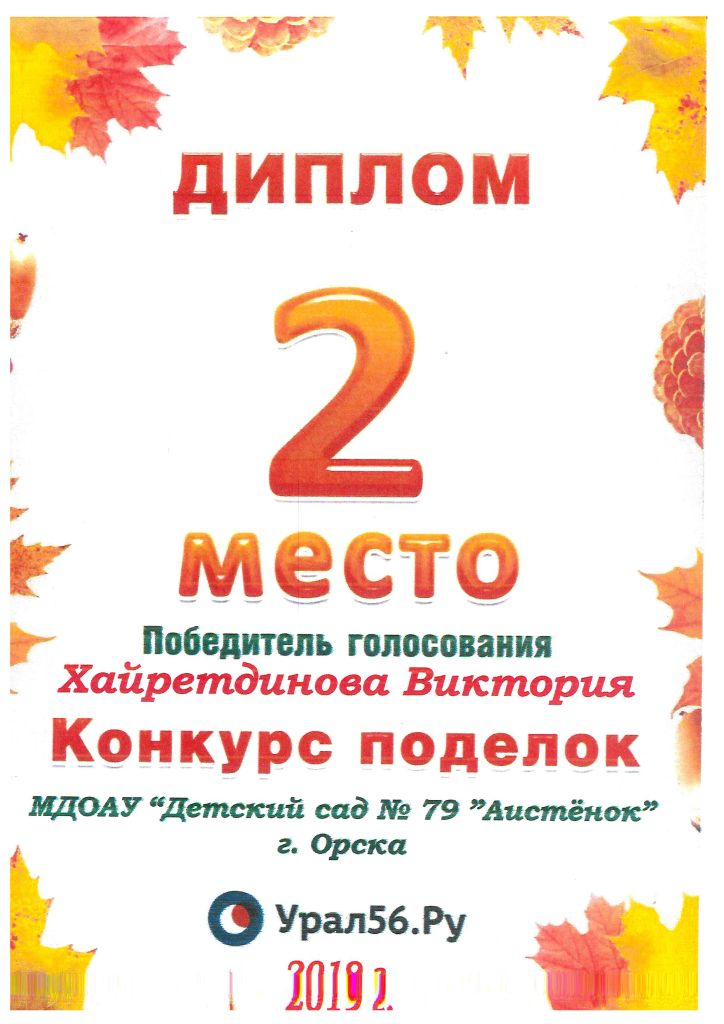 диплом
2
место
Победитель голосования
Хайретдинова Виктория
Конкурс поделок
МДОАУ “Детский сад № 79 ”Аистёнок”
г. Орска
Урал56.Ру
2019 г.